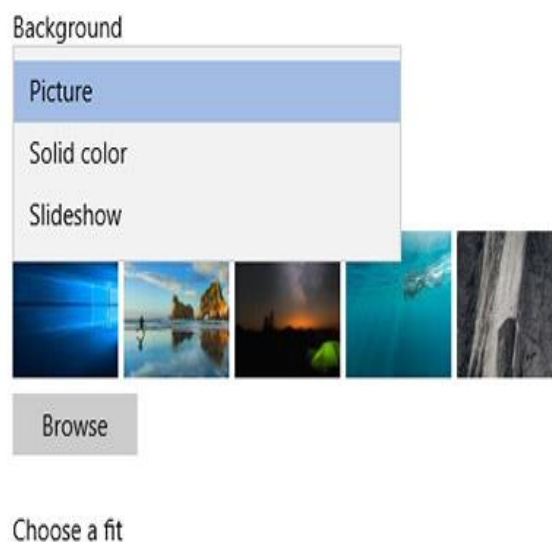 Background
Picture
Solid color
Slideshow
Browse
Choose a fit